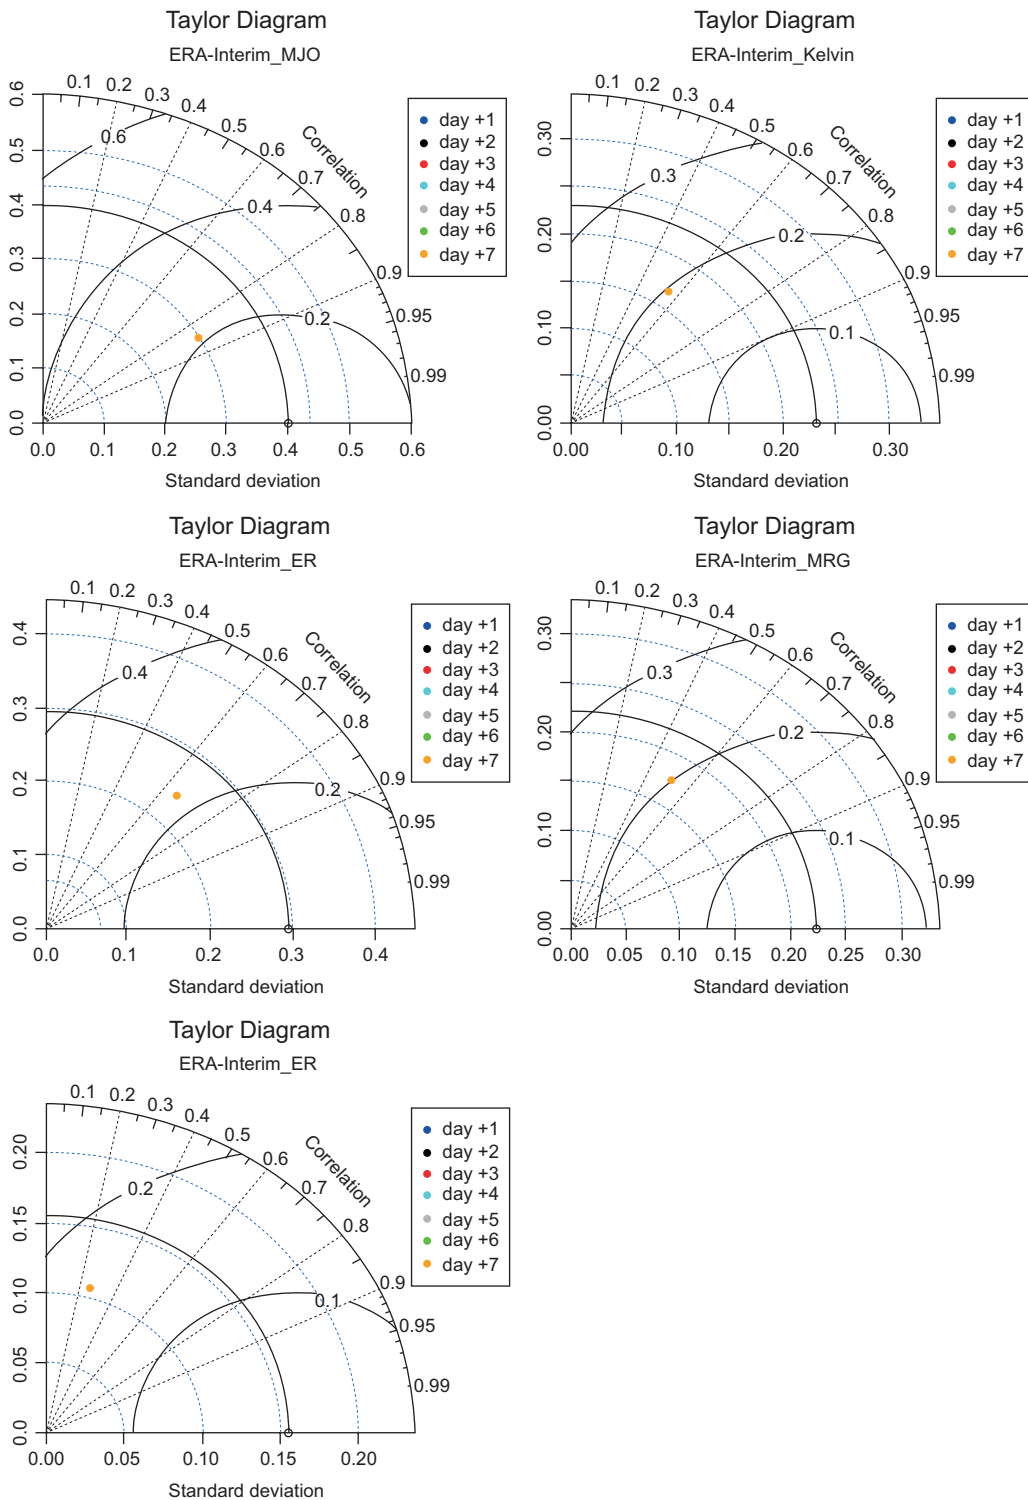 Taylor Diagram
ERA-Interim_MJO
0.6
0.5
0.4
0.3
0.2
0.1
0.0
0.0 0.1 0.2 0.3 0.4 0.5 0.6
Standard deviation
0.1 0.2 0.3 0.4 0.5 0.6 0.7 0.8 0.9 0.95 0.99
Correlation
0.6
0.4
0.2
day +1
day +2
day +3
day +4
day +5
day +6
day +7
Taylor Diagram
ERA-Interim_Kelvin
0.30
0.20
0.10
0.00
0.00 0.10 0.20 0.30
Standard deviation
0.1 0.2 0.3 0.4 0.5 0.6 0.7 0.8 0.9 0.95 0.99
Correlation
0.3
0.2
0.1
day +1
day +2
day +3
day +4
day +5
day +6
day +7
Taylor Diagram
ERA-Interim_ER
0.4
0.3
0.2
0.1
0.0
0.0 0.1 0.2 0.3 0.4
Standard deviation
0.1 0.2 0.3 0.4 0.5 0.6 0.7 0.8 0.9 0.95 0.99
Correlation
0.4
0.2
day +1
day +2
day +3
day +4
day +5
day +6
day +7
Taylor Diagram
ERA-Interim_MRG
0.30
0.20
0.10
0.00
0.00 0.05 0.10 0.15 0.20 0.25 0.30
Standard deviation
0.1 0.2 0.3 0.4 0.5 0.6 0.7 0.8 0.9 0.95 0.99
Correlation
0.3
0.2
0.1
day +1
day +2
day +3
day +4
day +5
day +6
day +7
Taylor Diagram
ERA-Interim_ER
0.20
0.15
0.10
0.05
0.0
0.00 0.05 0.10 0.15 0.20
Standard deviation
0.1 0.2 0.3 0.4 0.5 0.6 0.7 0.8 0.9 0.95 0.99
Correlation
0.2
0.1
day +1
day +2
day +3
day +4
day +5
day +6
day +7